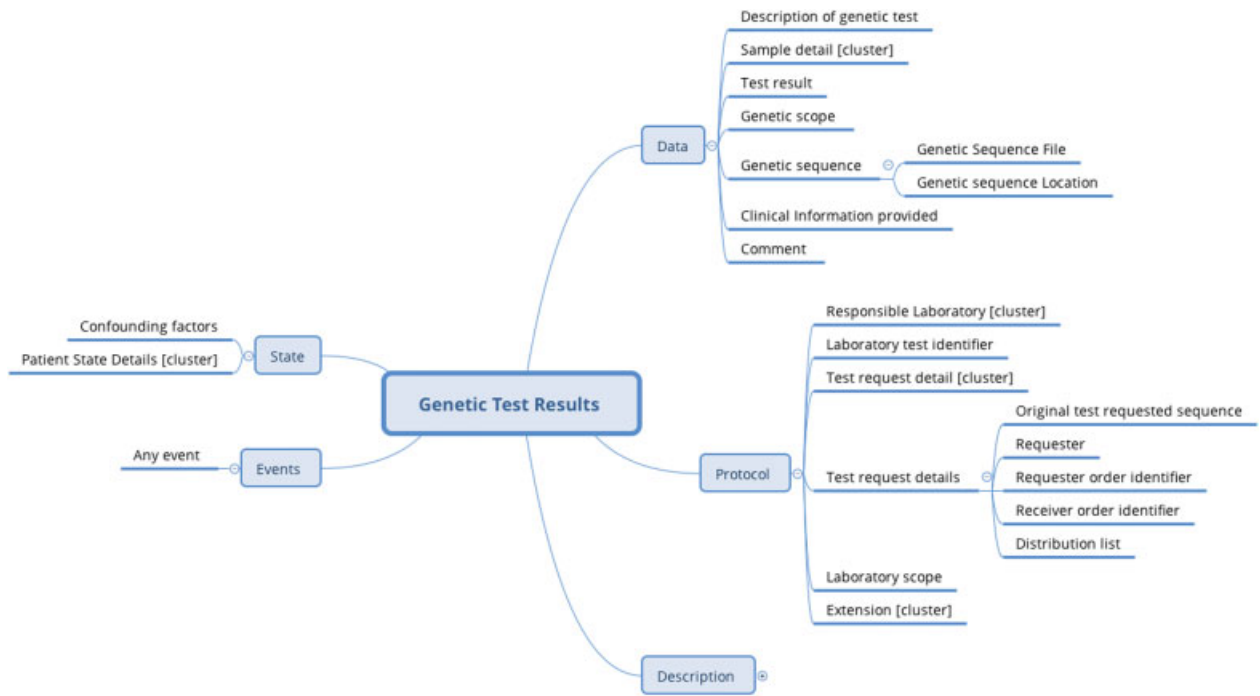 Description of genetic test
Sample detail [cluster]
Test result
Genetic scope
Data
Genetic sequence
Genetic Sequence File
Genetic sequence Location
Clinical Information provided
Comment
Confounding factors
Patient State Details [cluster]
State
Genetic Test Results
Any event
Events
Responsible Laboratory [cluster]
Laboratory test identifier
Test request detail [cluster]
Protocol
Test request details
Original test requested sequence
Requester
Requester order identifier
Receiver order identifier
Distribution list
Laboratory scope
Extension [cluster]
Description